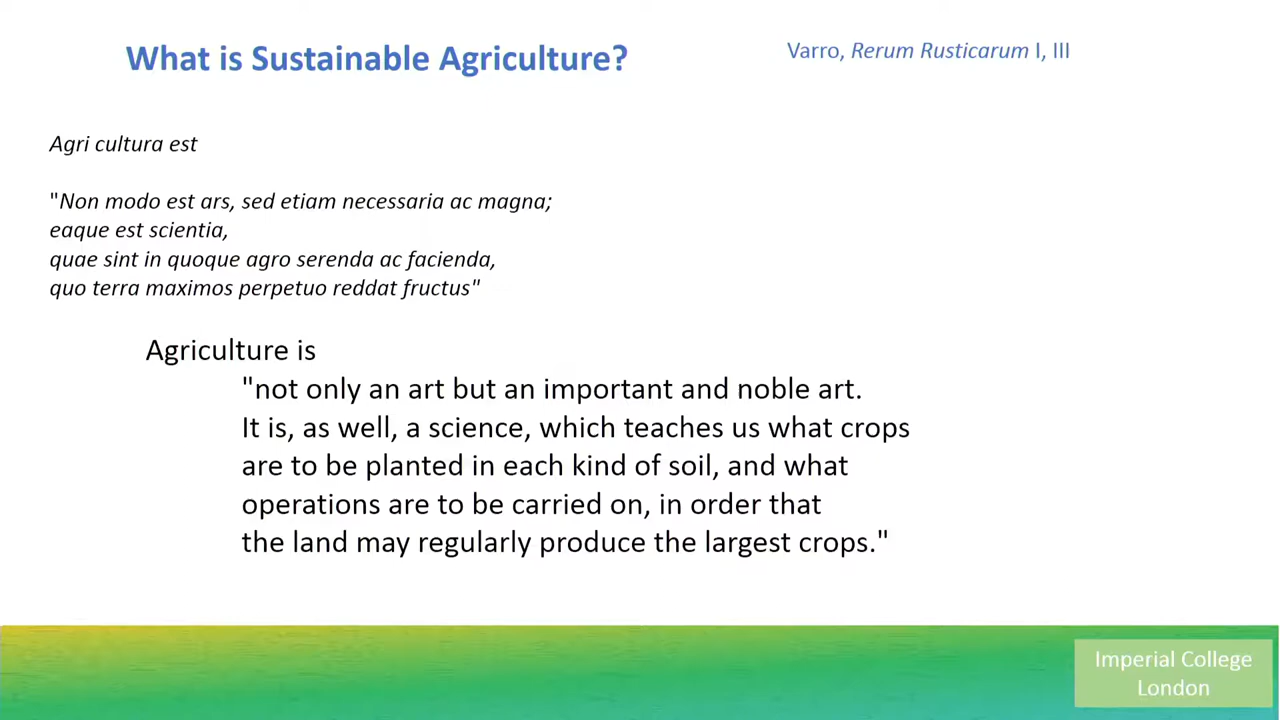 What is Sustainable Agriculture?
Varro, Rerum Rusticarum I, III
Agri cultura est
"Non modo est ars, sed etiam necessaria ac magna;
eaque est scientia,
quae sint in quoque agro serenda ac facienda,
quo terra maximos perpetuo reddat fructus"
Agriculture is
"not only an art but an important and noble art.
It is, as well, a science, which teaches us what crops
are to be planted in each kind of soil, and what
operations are to be carried on, in order that
the land may regularly produce the largest crops."
Imperial College
London